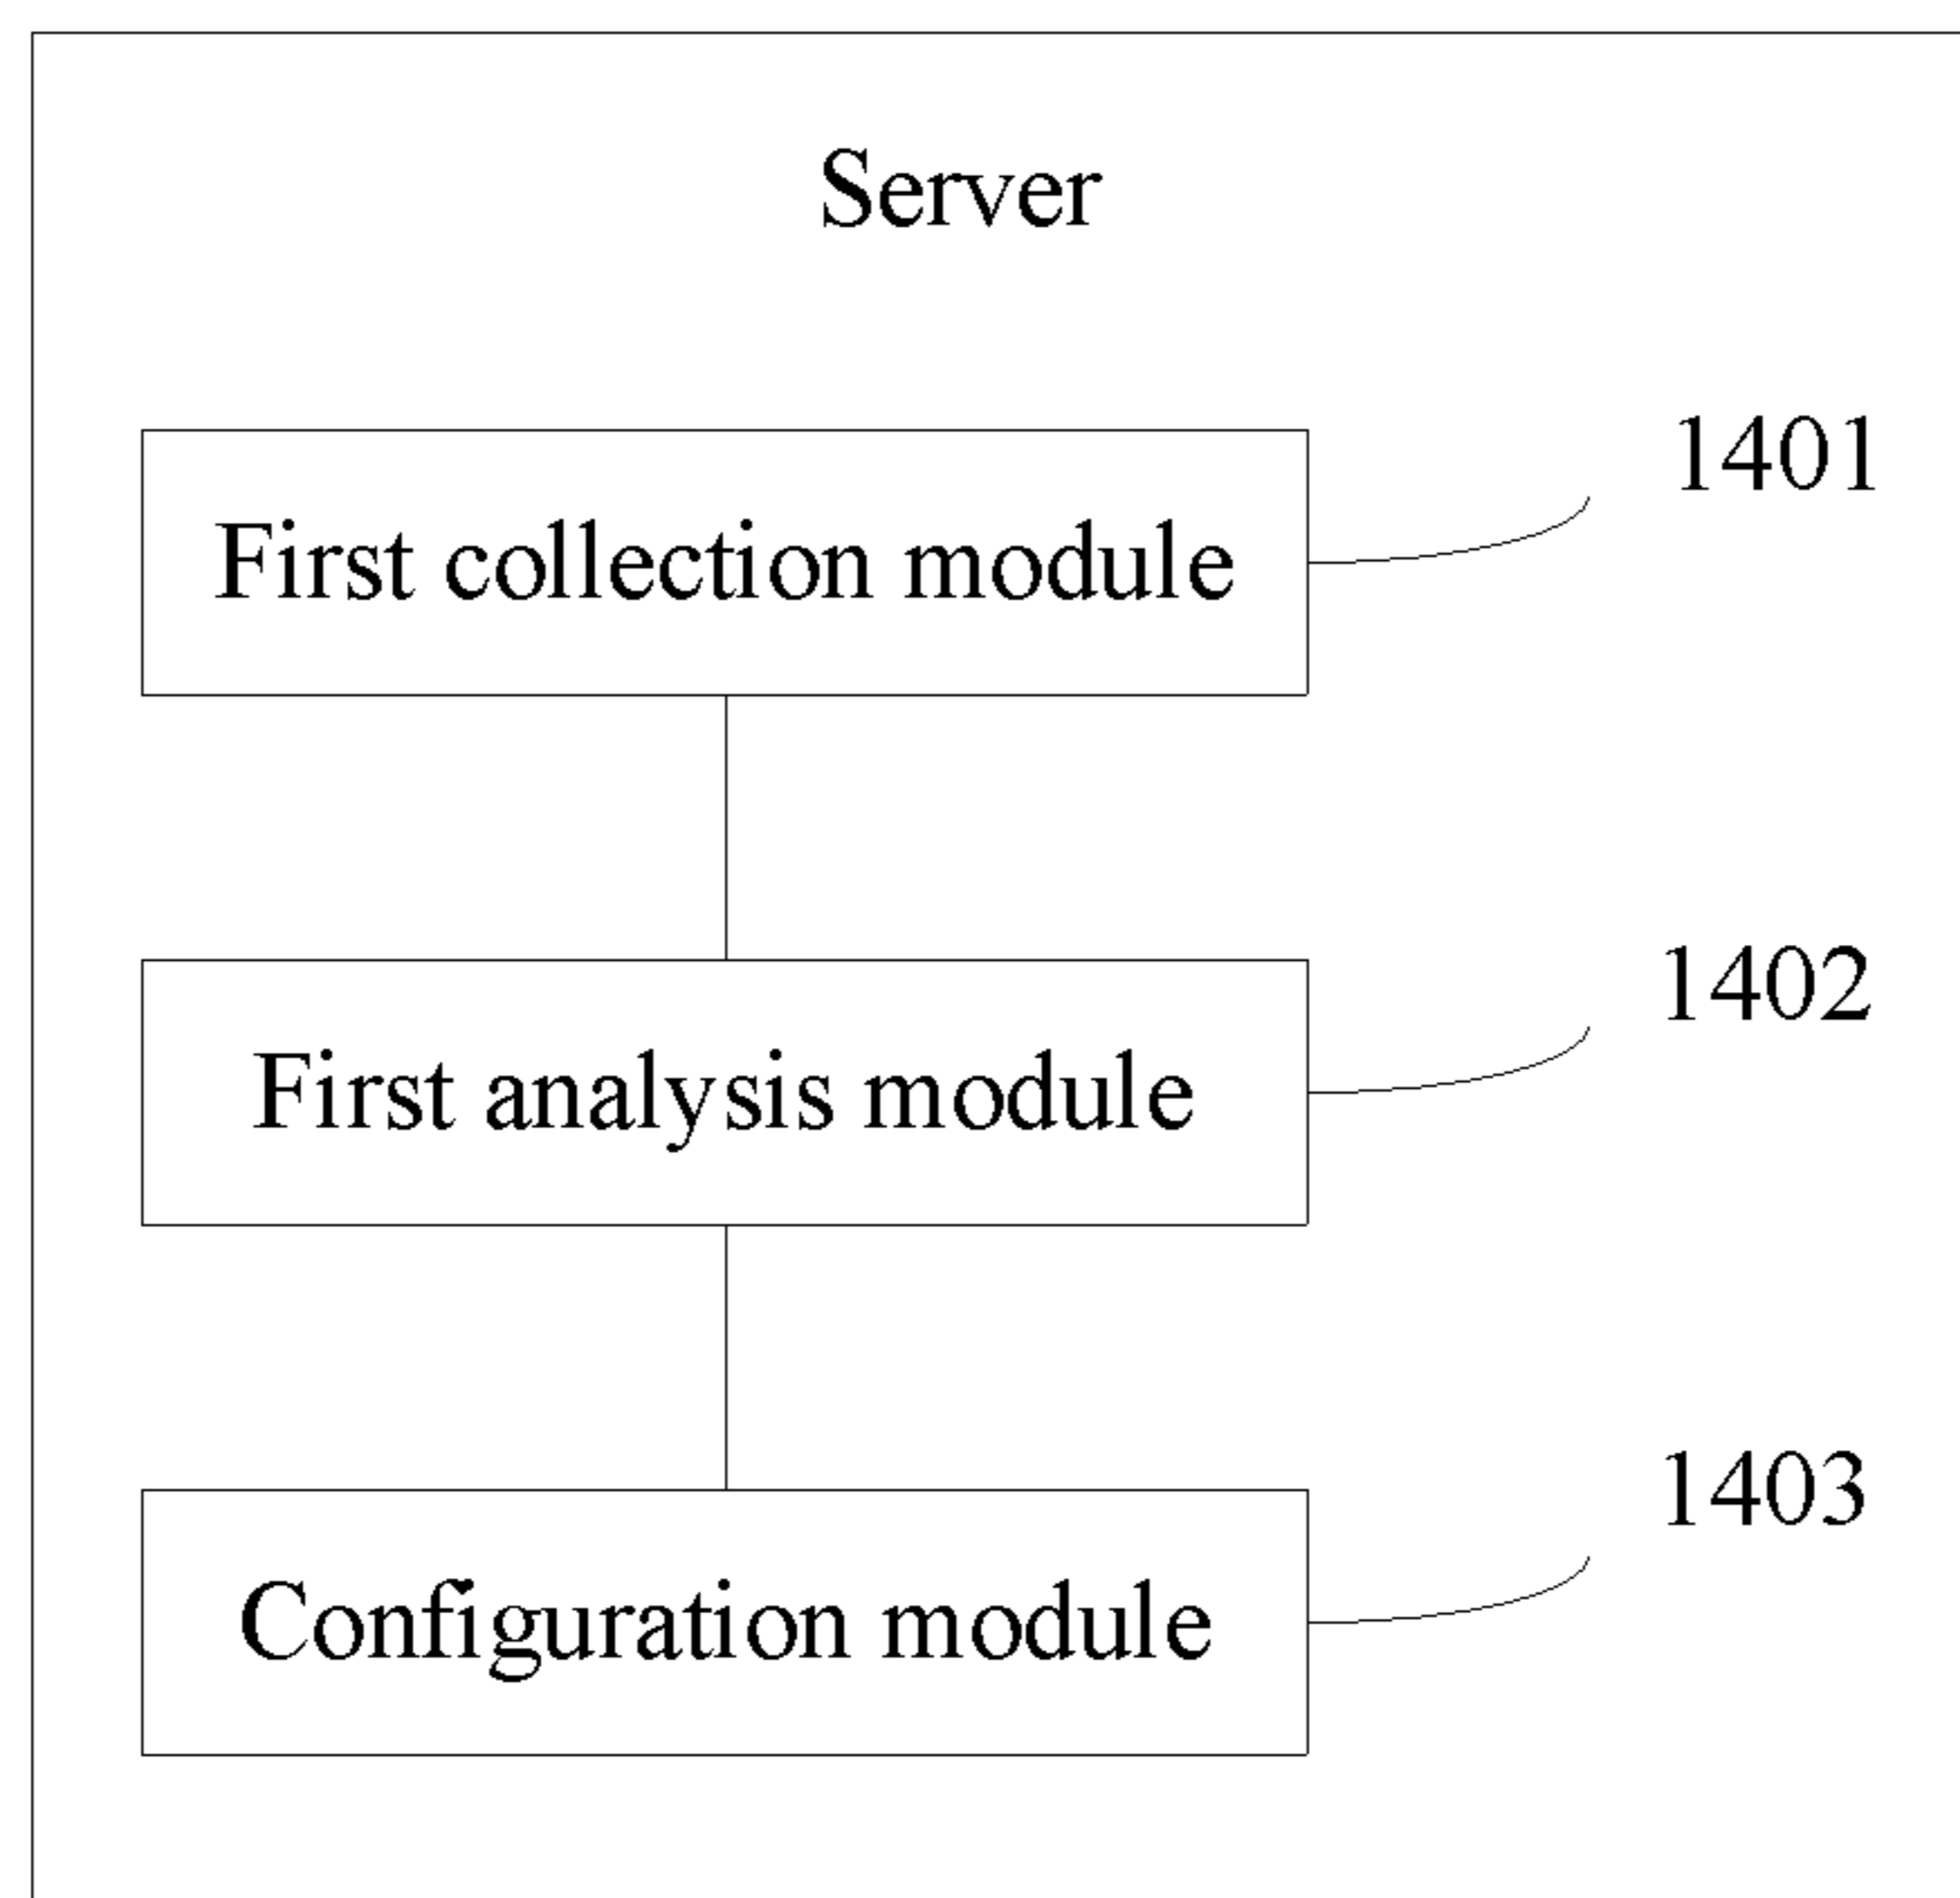 Server
1401
First collection module
1402
First analysis module
1403
Configuration module